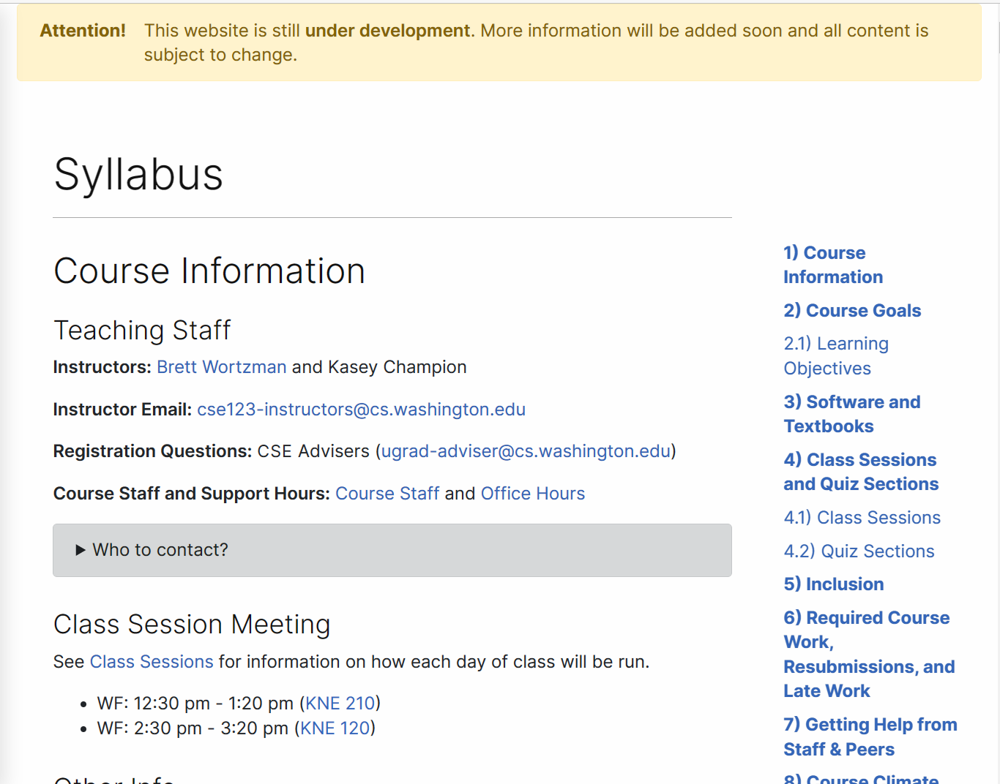 Attention! This website is still under development. More information will be added soon and all content is
subject to change.
Syllabus
Course Information
Teaching Staff
Instructors: Brett Wortzman and Kasey Champion
Instructor Email: cse123-instructors@cs.washington.edu
Registration Questions: CSE Advisers (ugrad-adviser@cs.washington.edu)
Course Staff and Support Hours: Course Staff and Office Hours
▶ Who to contact?
Class Session Meeting
See Class Sessions for information on how each day of class will be run.
• WF: 12:30 pm - 1:20 pm (KNE 210)
• WF: 2:30 pm - 3:20 pm (KNE 120)
Other Info
1) Course
Information
2) Course Goals
2.1) Learning
Objectives
3) Software and
Textbooks
4) Class Sessions
and Quiz Sections
4.1) Class Sessions
4.2) Quiz Sections
5) Inclusion
6) Required Course
Work,
Resubmissions, and
Late Work
7) Getting Help from
Staff & Peers
8) Course Climate